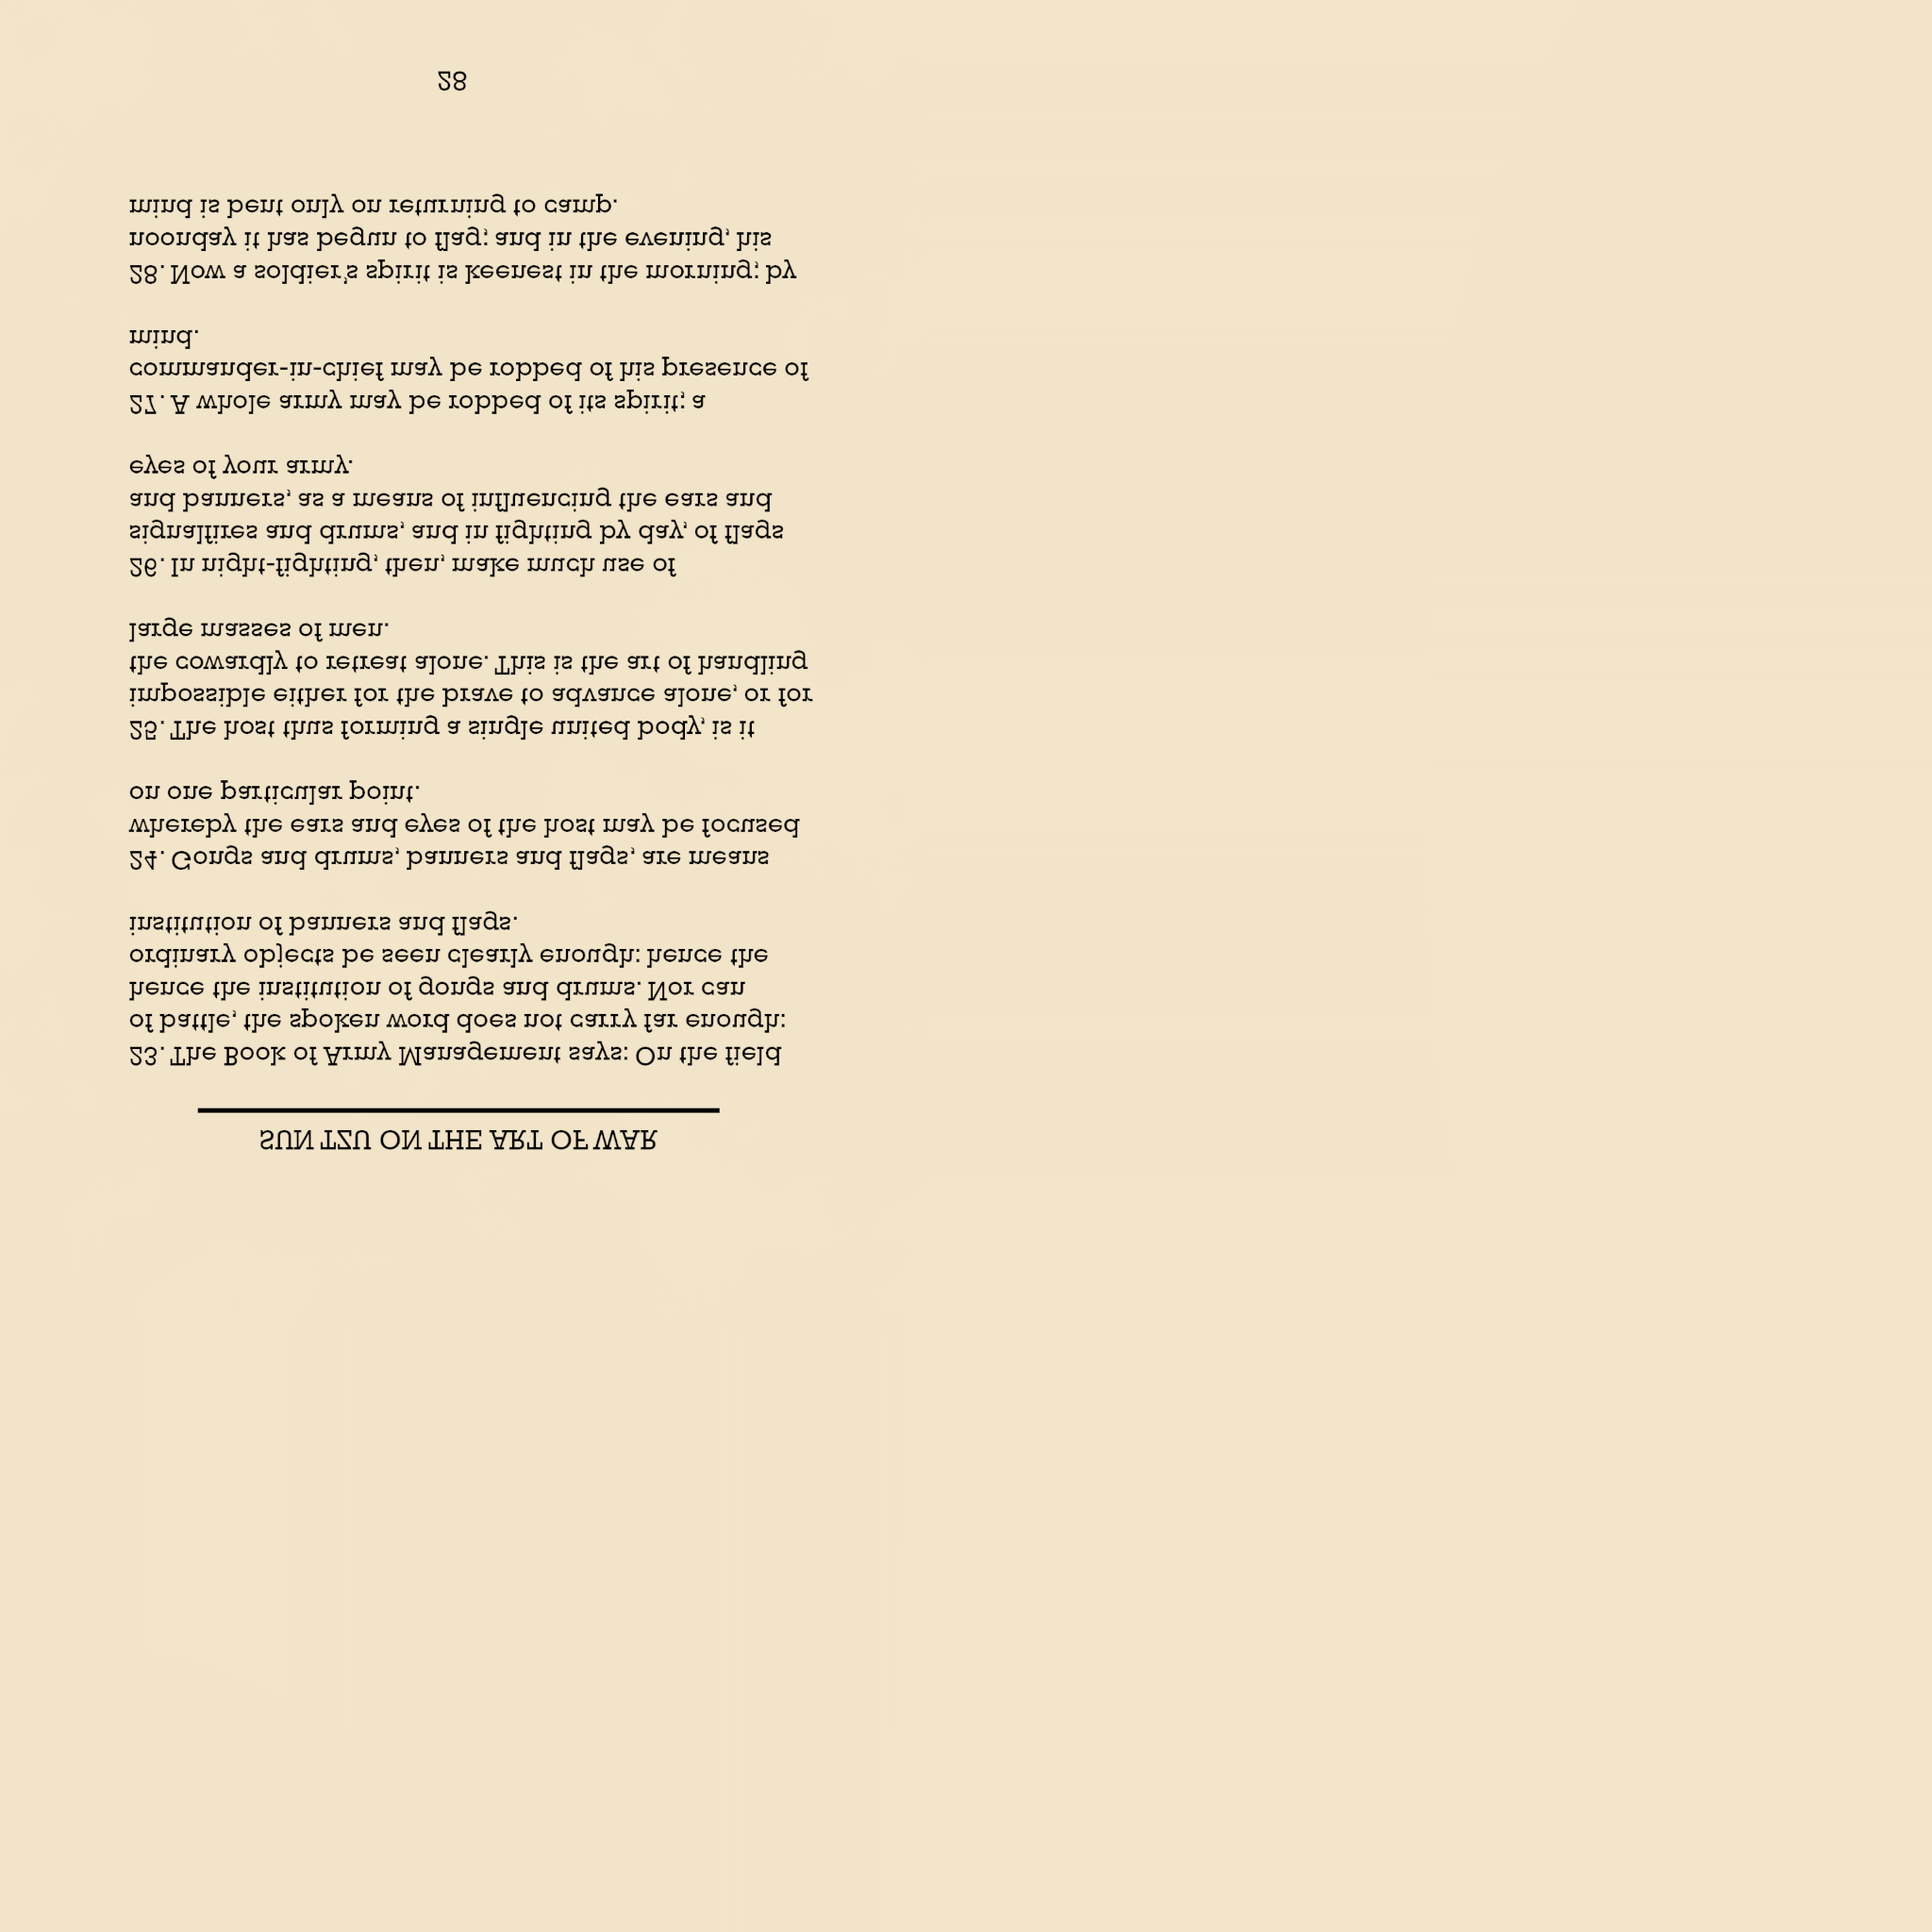 SUN TZU ON THE ART OF WAR
23. The Book of Army Management says: On the field
of battle, the spoken word does not carry far enough:
hence the institution of gongs and drums. Nor can
ordinary objects be seen clearly enough: hence the
institution of banners and flags.
24. Gongs and drums, banners and flags, are means
whereby the ears and eyes of the host may be focused
on one particular point.
25. The host thus forming a single united body, is it
impossible either for the brave to advance alone, or for
the cowardly to retreat alone. This is the art of handling
large masses of men.
26. In night-fighting, then, make much use of
signalfires and drums, and in fighting by day, of flags
and banners, as a means of influencing the ears and
eyes of your army.
27. A whole army may be robbed of its spirit; a
commander-in-chief may be robbed of his presence of
mind.
28. Now a soldier's spirit is keenest in the morning; by
noonday it has begun to flag; and in the evening, his
mind is bent only on returning to camp.
28